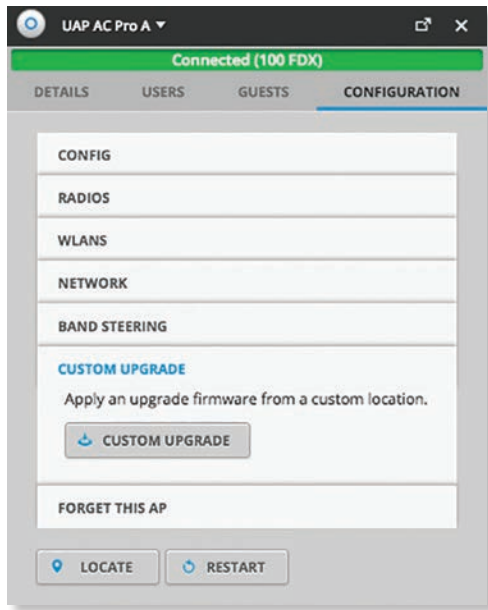 UAP AC Pro A
Connected (100 FDX)
DETAILS USERS GUESTS CONFIGURATION
CONFIG
RADIOS
WLANS
NETWORK
BAND STEERING
CUSTOM UPGRADE
Apply an upgrade firmware from a custom location.
CUSTOM UPGRADE
FORGET THIS AP
LOCATE RESTART